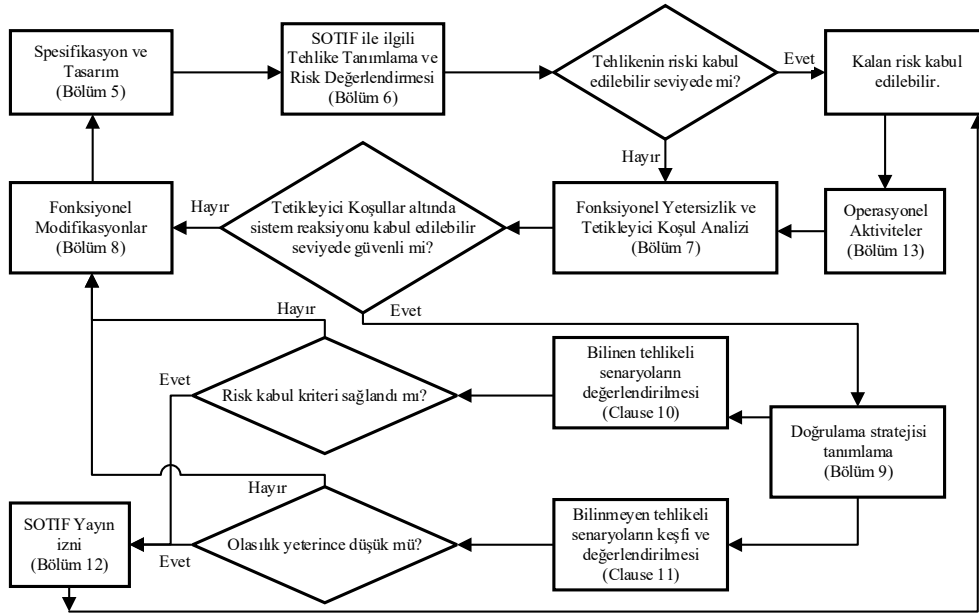 Spesifikasyon ve
Tasarım
(Bölüm 5)
SOTIF ile ilgili
Tehlike Tanımlama ve
Risk Değerlendirmesi
(Bölüm 6)
Tehlikenin riski kabul
edilebilir seviyede mi?
Evet
Kalan risk kabul
edilebilir.
Hayır
Fonksiyonel
Modifikasyonlar
(Bölüm 8)
Hayır
Tetikleyici Koşullar altında
sistem reaksiyonu kabul edilebilir
seviyede güvenli mi?
Fonksiyonel Yetersizlik ve
Tetikleyici Koşul Analizi
(Bölüm 7)
Operasyonel
Aktiviteler
(Bölüm 13)
Evet
Hayır
Evet
Risk kabul kriteri sağlandı mı?
Bilinen tehlikeli
senaryoların
değerlendirilmesi
(Clause 10)
Doğrulama stratejisi
tanımlama
(Bölüm 9)
Hayır
SOTIF Yayın
izni
(Bölüm 12)
Evet
Olasılık yeterince düşük mü?
Bilinmeyen tehlikeli
senaryoların keşfi ve
değerlendirilmesi
(Clause 11)